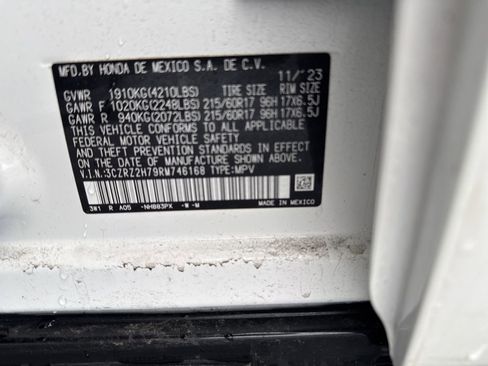 MFD.BY HONDA DE MEXICO S.A. DE C.V.
11/'23
GVWR 1910KG(4210LBS) TIRE SIZE RIM SIZE
GAWR F 1020KG(2248LBS) 215/60R17 96H 17X6.5J
GAWR R 940KG(2072LBS) 215/60R17 96H 17X6.5J
THIS VEHICLE CONFORMS TO ALL APPLICABLE
FEDERAL MOTOR VEHICLE SAFETY, BUMPER,
AND THEFT PREVENTION STANDARDS IN EFFECT
ON THE DATE OF MANUFACTURE SHOWN ABOVE.
V.I.N.:3CZRZ2H79RM746168 TYPE:MPV
3W1 R A05 -NH883PX -W-M MADE IN MEXICO